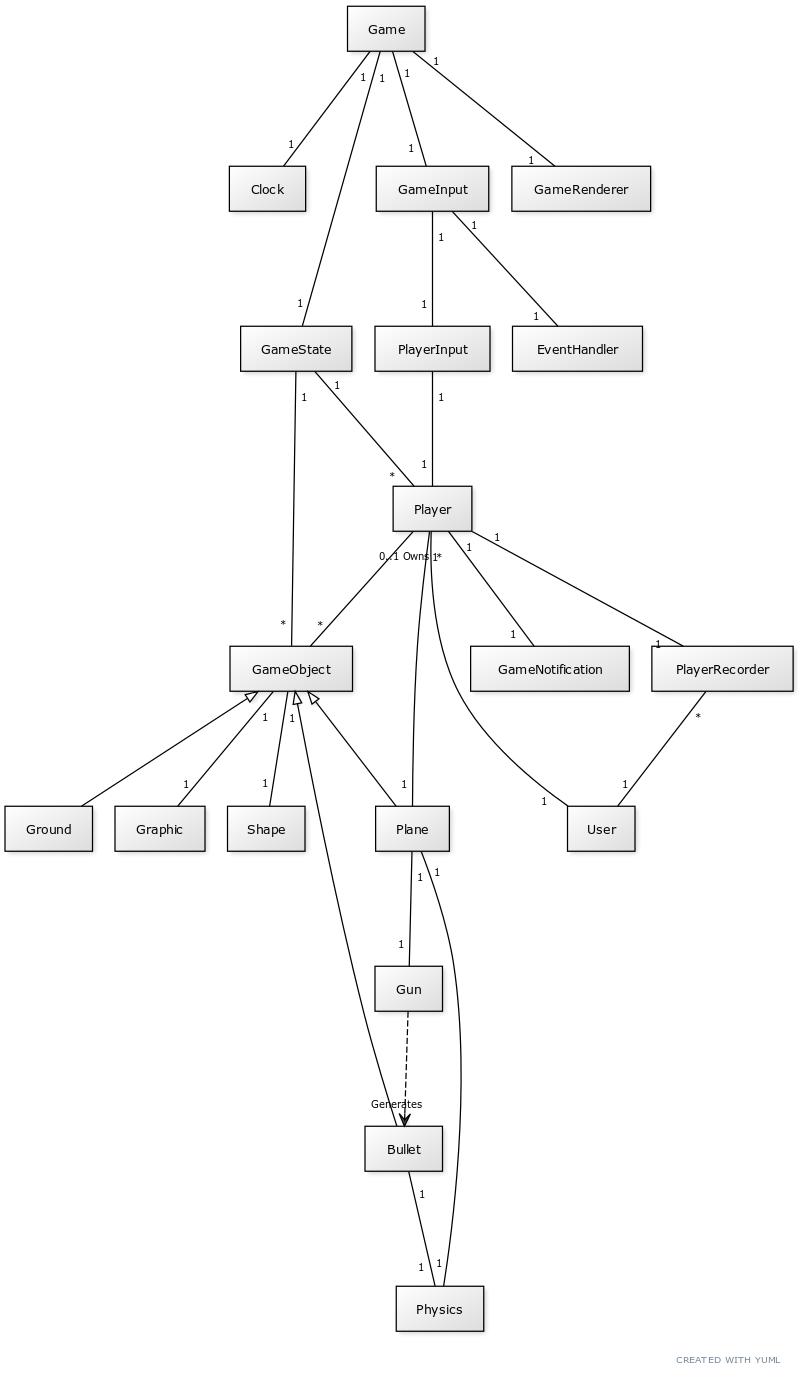 Game
1
1
1
1
1
1
1
Clock
GameInput
GameRenderer
1
1
1
1
1
GameState
PlayerInput
EventHandler
1
1
1
*
1
Player
0..1 Owns
1
*
1
1
*
*
1
1
GameObject
GameNotification
PlayerRecorder
1
1
*
1
1
1
1
1
Ground
Graphic
Shape
Plane
User
1
1
1
Gun
Generates
Bullet
1
1
1
Physics
CREATED WITH YUML